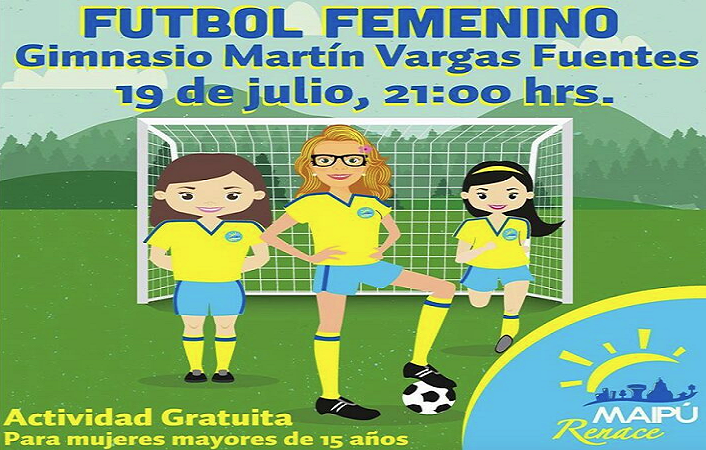 FUTBOL FEMENINO
Gimnasio Martín Vargas Fuentes
19 de julio, 21:00 hrs.
Actividad Gratuita
Para mujeres mayores de 15 años
MAIPÚ
Renace